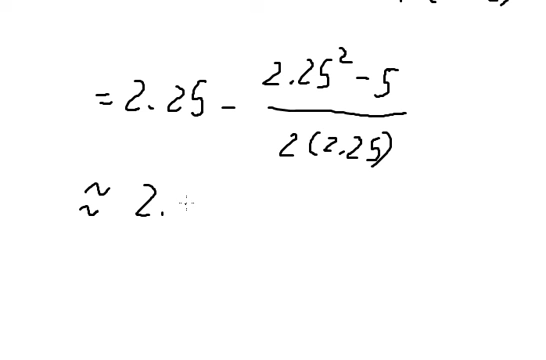 = 2.25 - (2.25² - 5) / (2(2.25))
≈ 2.